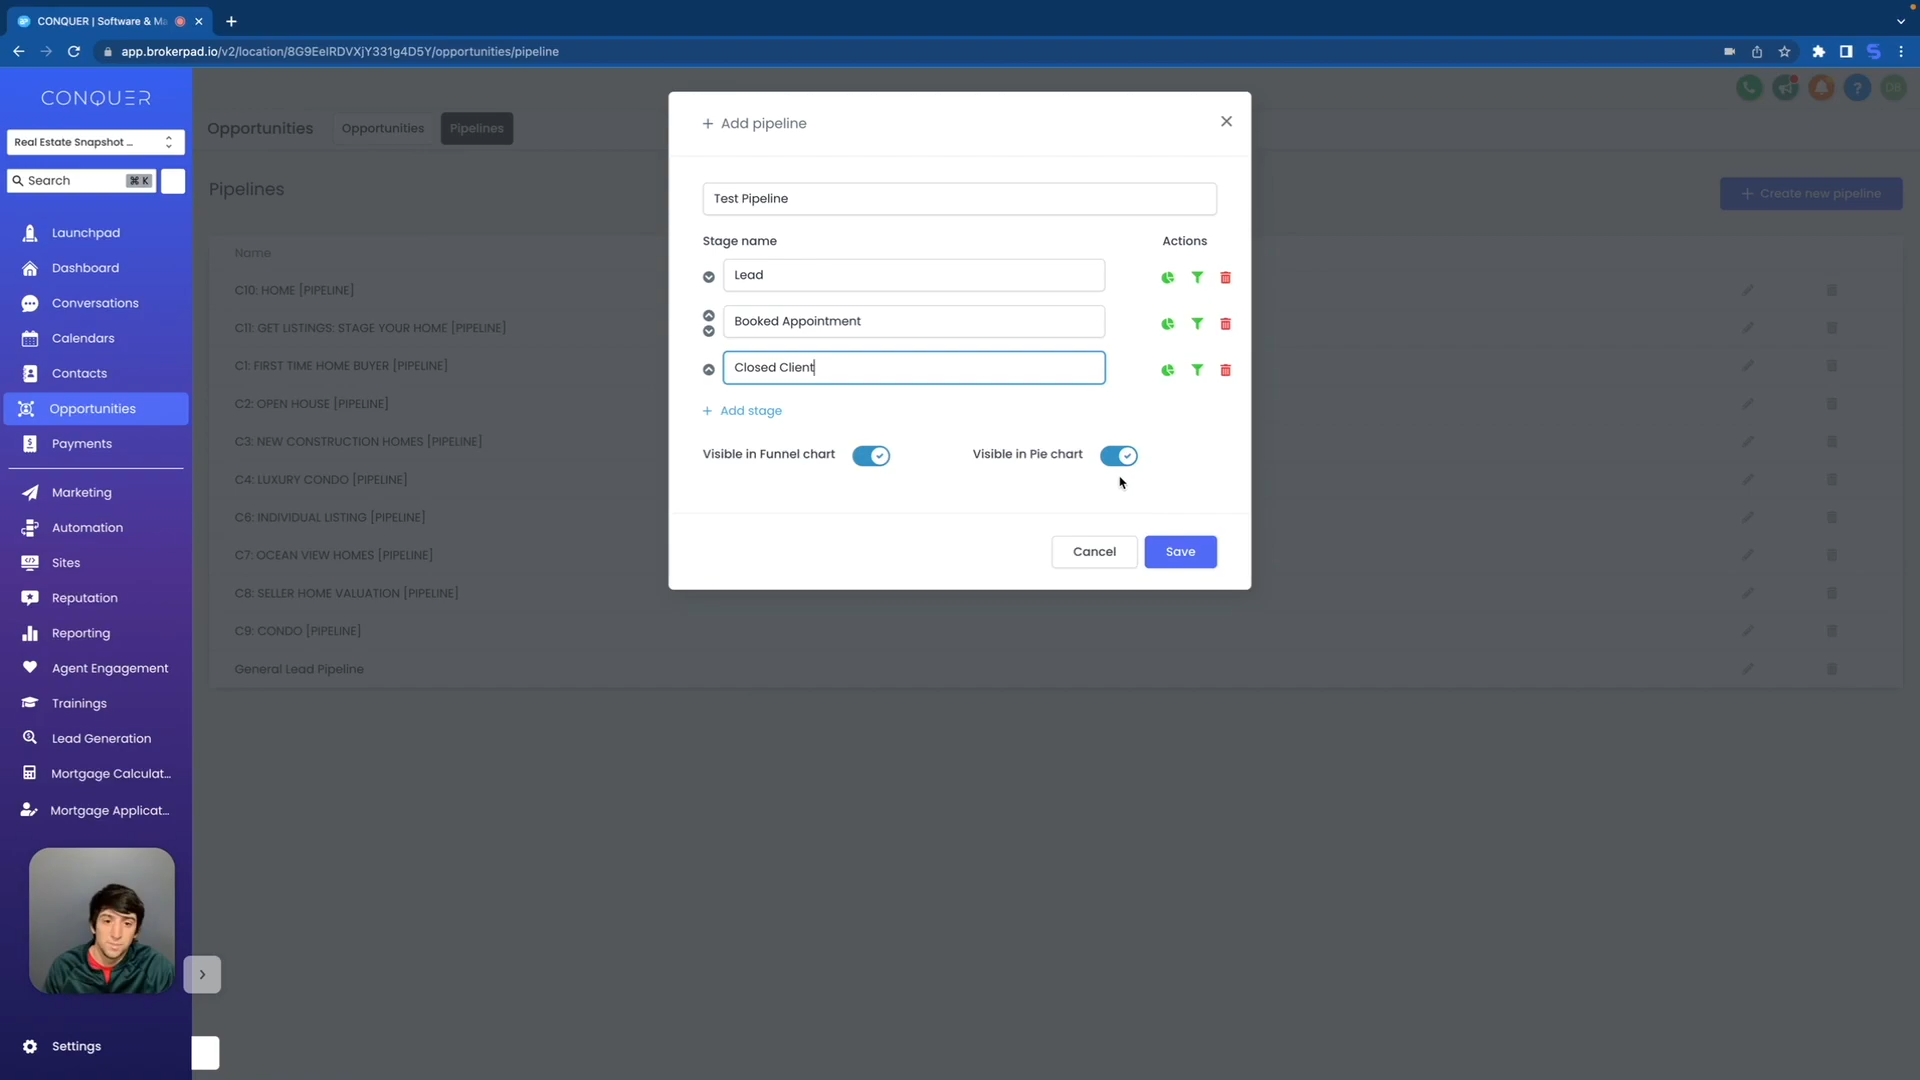 CONQUER | Software & Ma
app.brokerpad.io/v2/location/8G9EelRDVXjY331g4D5Y/opportunities/pipeline
CONQUER
Real Estate Snapshot ...
Search ⌘ K
Launchpad
Dashboard
Conversations
Calendars
Contacts
Opportunities
Payments
Marketing
Automation
Sites
Reputation
Reporting
Agent Engagement
Trainings
Lead Generation
Mortgage Calculat...
Mortgage Applicat...
Settings
Opportunities
Opportunities
Pipelines
DB
Pipelines
+ Create new pipeline
Name
C10: HOME [PIPELINE]
C11: GET LISTINGS: STAGE YOUR HOME [PIPELINE]
C1: FIRST TIME HOME BUYER [PIPELINE]
C2: OPEN HOUSE [PIPELINE]
C3: NEW CONSTRUCTION HOMES [PIPELINE]
C4: LUXURY CONDO [PIPELINE]
C6: INDIVIDUAL LISTING [PIPELINE]
C7: OCEAN VIEW HOMES [PIPELINE]
C8: SELLER HOME VALUATION [PIPELINE]
C9: CONDO [PIPELINE]
General Lead Pipeline
+ Add pipeline
Test Pipeline
Stage name
Actions
Lead
Booked Appointment
Closed Client
+ Add stage
Visible in Funnel chart
Visible in Pie chart
Cancel
Save